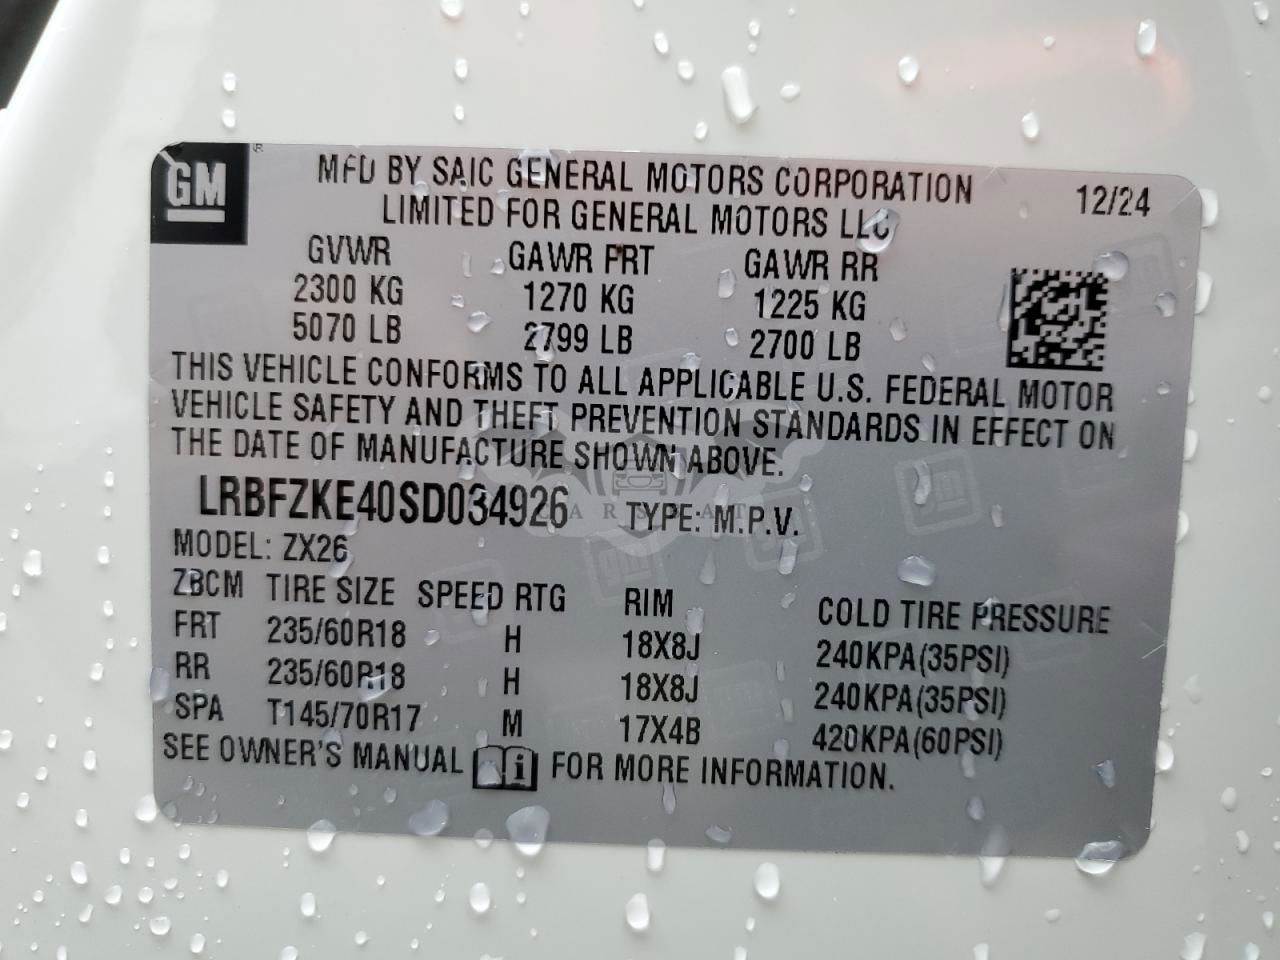 GM ®
MFD BY SAIC GENERAL MOTORS CORPORATION 12/24
LIMITED FOR GENERAL MOTORS LLC
GVWR GAWR FRT GAWR RR
2300 KG 1270 KG 1225 KG
5070 LB 2799 LB 2700 LB
THIS VEHICLE CONFORMS TO ALL APPLICABLE U.S. FEDERAL MOTOR
VEHICLE SAFETY AND THEFT PREVENTION STANDARDS IN EFFECT ON
THE DATE OF MANUFACTURE SHOWN ABOVE.
LRBFZKE40SD034926 TYPE: M.P.V.
MODEL: ZX26
ZBCM TIRE SIZE SPEED RTG RIM COLD TIRE PRESSURE
FRT 235/60R18 H 18X8J 240KPA(35PSI)
RR 235/60R18 H 18X8J 240KPA(35PSI)
SPA T145/70R17 M 17X4B 420KPA(60PSI)
SEE OWNER'S MANUAL i FOR MORE INFORMATION.